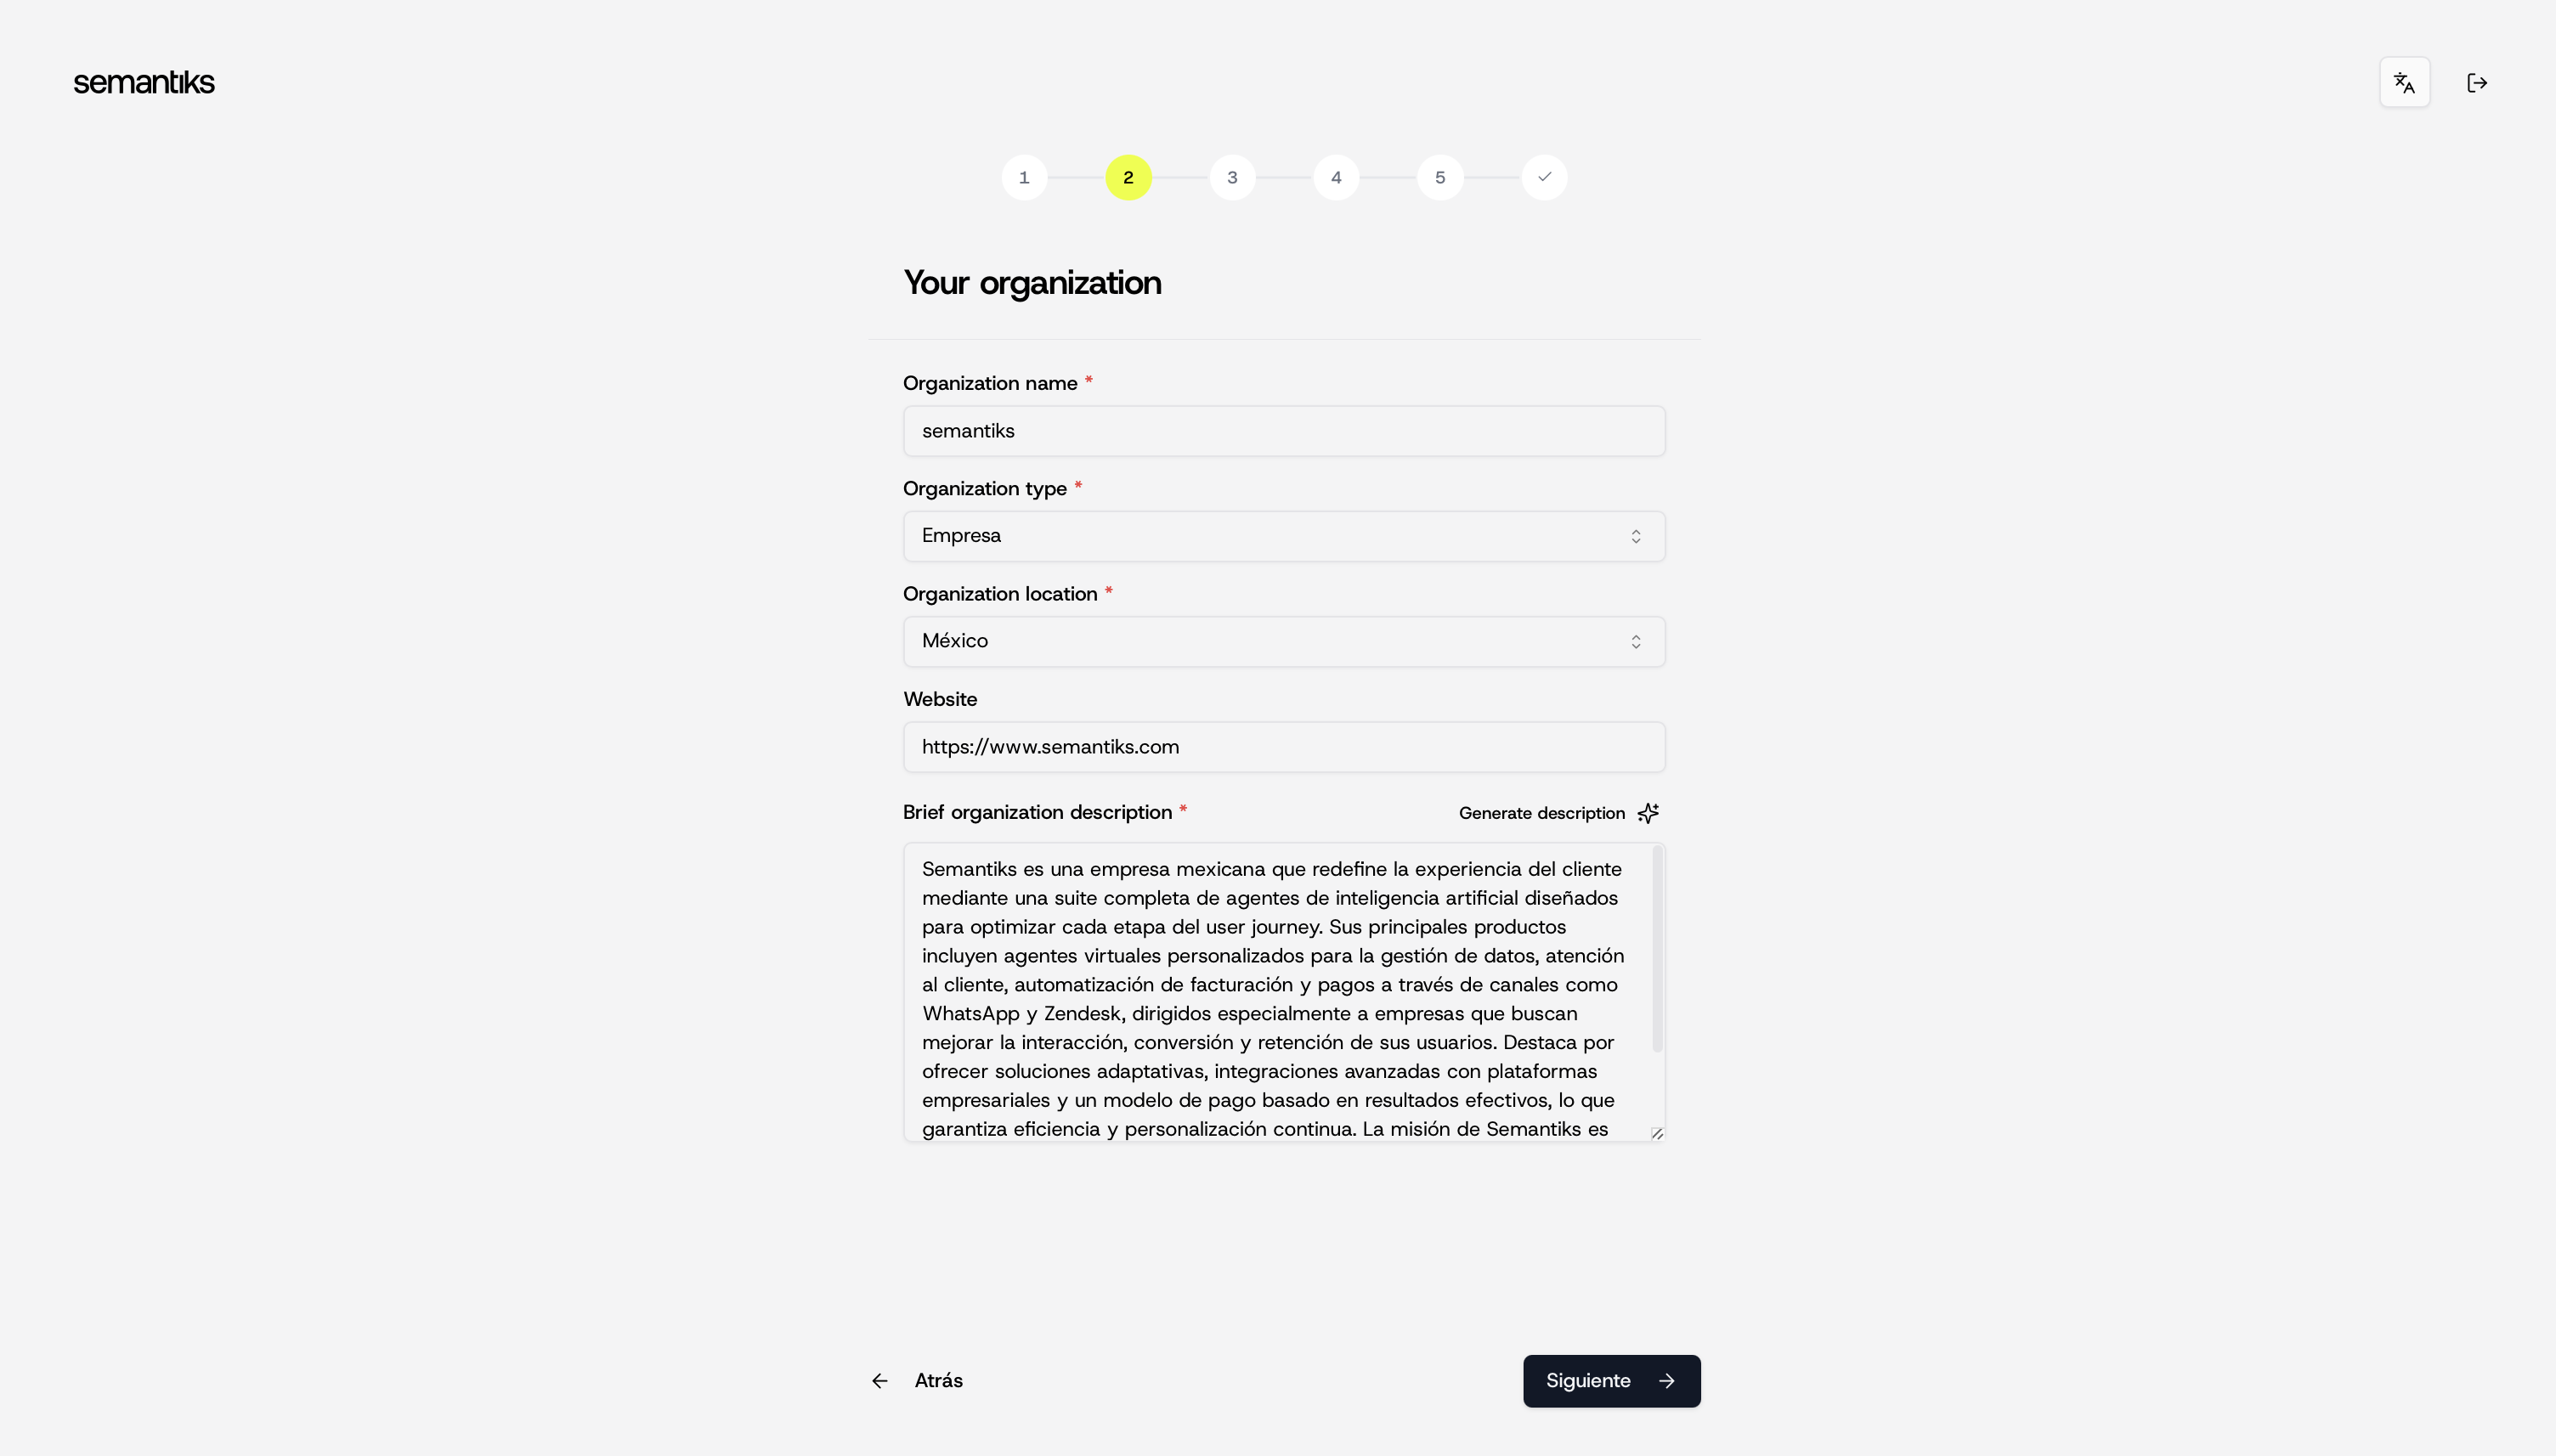 semantiks
1
2
3
4
5
Your organization
Organization name *
semantiks
Organization type *
Empresa
Organization location *
México
Website
https://www.semantiks.com
Brief organization description *
Generate description
Semantiks es una empresa mexicana que redefine la experiencia del cliente
mediante una suite completa de agentes de inteligencia artificial diseñados
para optimizar cada etapa del user journey. Sus principales productos
incluyen agentes virtuales personalizados para la gestión de datos, atención
al cliente, automatización de facturación y pagos a través de canales como
WhatsApp y Zendesk, dirigidos especialmente a empresas que buscan
mejorar la interacción, conversión y retención de sus usuarios. Destaca por
ofrecer soluciones adaptativas, integraciones avanzadas con plataformas
empresariales y un modelo de pago basado en resultados efectivos, lo que
garantiza eficiencia y personalización continua. La misión de Semantiks es
Atrás
Siguiente